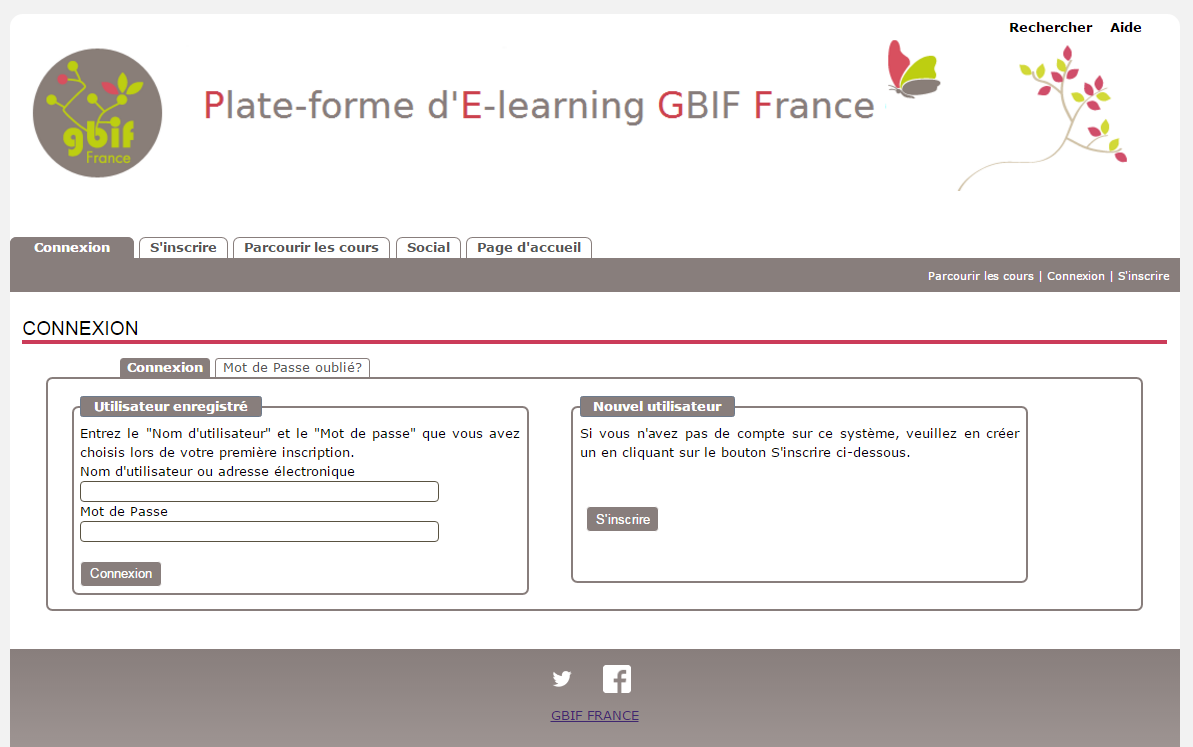 Rechercher Aide
gbif
France
Plate-forme d'E-learning GBIF France
Connexion S'inscrire Parcourir les cours Social Page d'accueil
Parcourir les cours | Connexion | S'inscrire
CONNEXION
Connexion Mot de Passe oublié?
Utilisateur enregistré
Entrez le "Nom d'utilisateur" et le "Mot de passe" que vous avez
choisis lors de votre première inscription.
Nom d'utilisateur ou adresse électronique
Mot de Passe
Connexion
Nouvel utilisateur
Si vous n'avez pas de compte sur ce système, veuillez en créer
un en cliquant sur le bouton S'inscrire ci-dessous.
S'inscrire
GBIF FRANCE